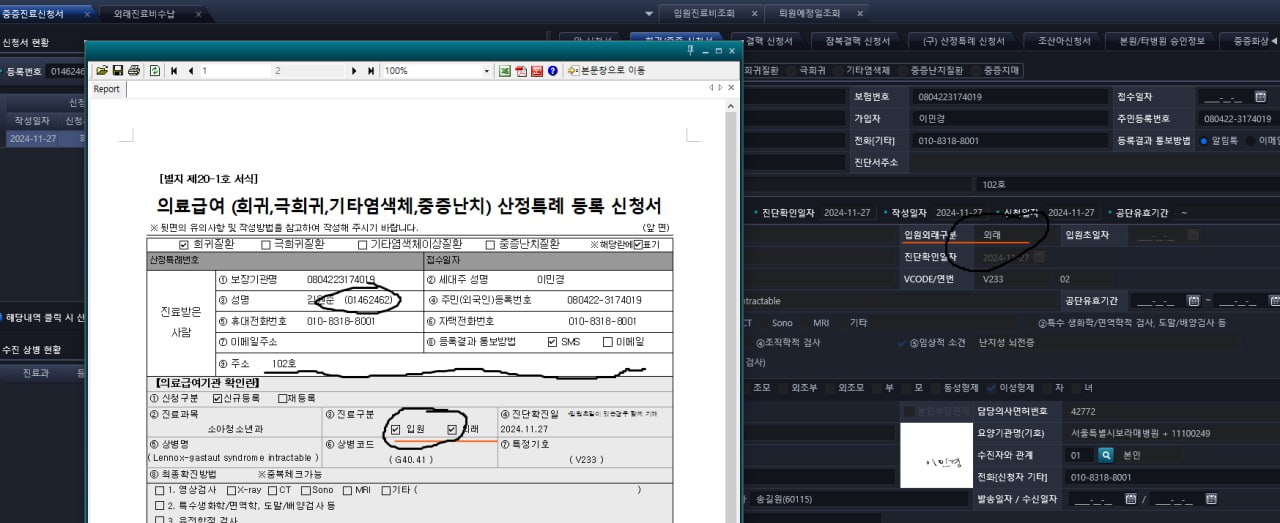 중증진료신청서 × 외래진료비수납 × 입원진료비조회 × 퇴원예정일조회 ×
신청서 현황
결핵 신청서 잠복결핵 신청서 (구) 산정특례 신청서 조산아신청서 본원/타병원 승인정보 중증화상
등록번호 0146246
작성일자
2024-11-27
해당내역 클릭 시 산
수진 상병 현황
진료과
1 2 100% 본문창으로 이동
Report
[별지 제20-1호 서식]
의료급여 (희귀,극희귀,기타염색체,중증난치) 산정특례 등록 신청서
※ 뒷면의 유의사항 및 작성방법을 참고하여 작성해 주시기 바랍니다. (앞 면)
☑ 희귀질환 ☐ 극희귀질환 ☐ 기타염색체이상질환 ☐ 중증난치질환 ※해당란에☑표기
산정특례번호 접수일자
진료받은
사람
① 보장기관명 0804223174019 ② 세대주 성명 이민경
③ 성명 (01462462) ④ 주민(외국인)등록번호 080422-3174019
⑤ 휴대전화번호 010-8318-8001 ⑥ 자택전화번호 010-8318-8001
⑦ 이메일주소 ⑧ 등록결과 통보방법 ☑ SMS ☐ 이메일
⑨ 주소 102호
【의료급여기관 확인란】
① 신청구분 ☑신규등록 ☐재등록
② 진료과목 ③ 진료구분 ④ 진단확진일
소아청소년과 ☑ 입원 ☑ 외래 2024.11.27
⑤ 상병명 ⑥ 상병코드 ⑦ 특정기호
( Lennox-gastaut syndrome intractable ) ( G40.41 ) ( V233 )
⑧ 최종확진방법 ※중복체크가능
☐ 1. 영상검사 ☐X-ray ☐CT ☐Sono ☐MRI ☐기타 ( )
☐ 2. 특수생화학/면역학, 도말/배양검사 등
☐ 3. 유전학적 검사
희귀질환 극희귀 기타염색체 중증난치질환 중증치매
보험번호 0804223174019 접수일자 ____-__-__
가입자 이민경 주민등록번호 080422-3174019
전화[기타] 010-8318-8001 등록결과 통보방법 알림톡 이메일
진단서주소
102호
진단확인일자 2024-11-27 작성일자 2024-11-27 신청일자 2024-11-27 공단유효기간 ~
입원외래구분 외래 입원초일자 ____-__-__
진단확인일자 2024-11-27
VCODE/연번 V233 02
intractable 공단유효기간 ____-__-__ ~ ____-__-__
CT Sono MRI 기타 ②특수 생화학/면역학적 검사, 도말/배양검사 등
④조직학적 검사 ⑤임상적 소견 난치성 뇌전증
검사)
조모 외조부 외조모 부 모 동성형제 이성형제 자 녀
담당의사면허번호 42772
요양기관명(기호) 서울특별시보라매병원 + 11100249
이민경
수진자와 관계 01 본인
전화[신청자 기타] 010-8318-8001
송길원(60115) 발송일자 / 수신일자 ____-__-__ / ____-__-__